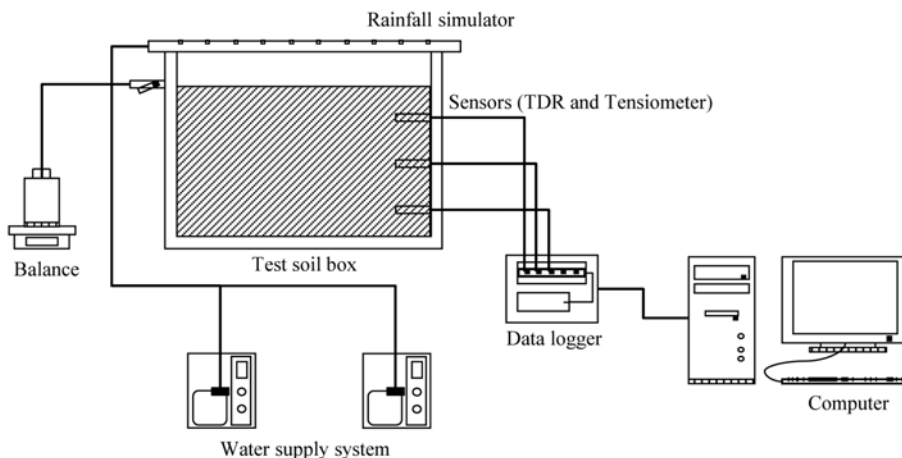 Rainfall simulator
Sensors (TDR and Tensiometer)
Balance
Test soil box
Data logger
Computer
Water supply system